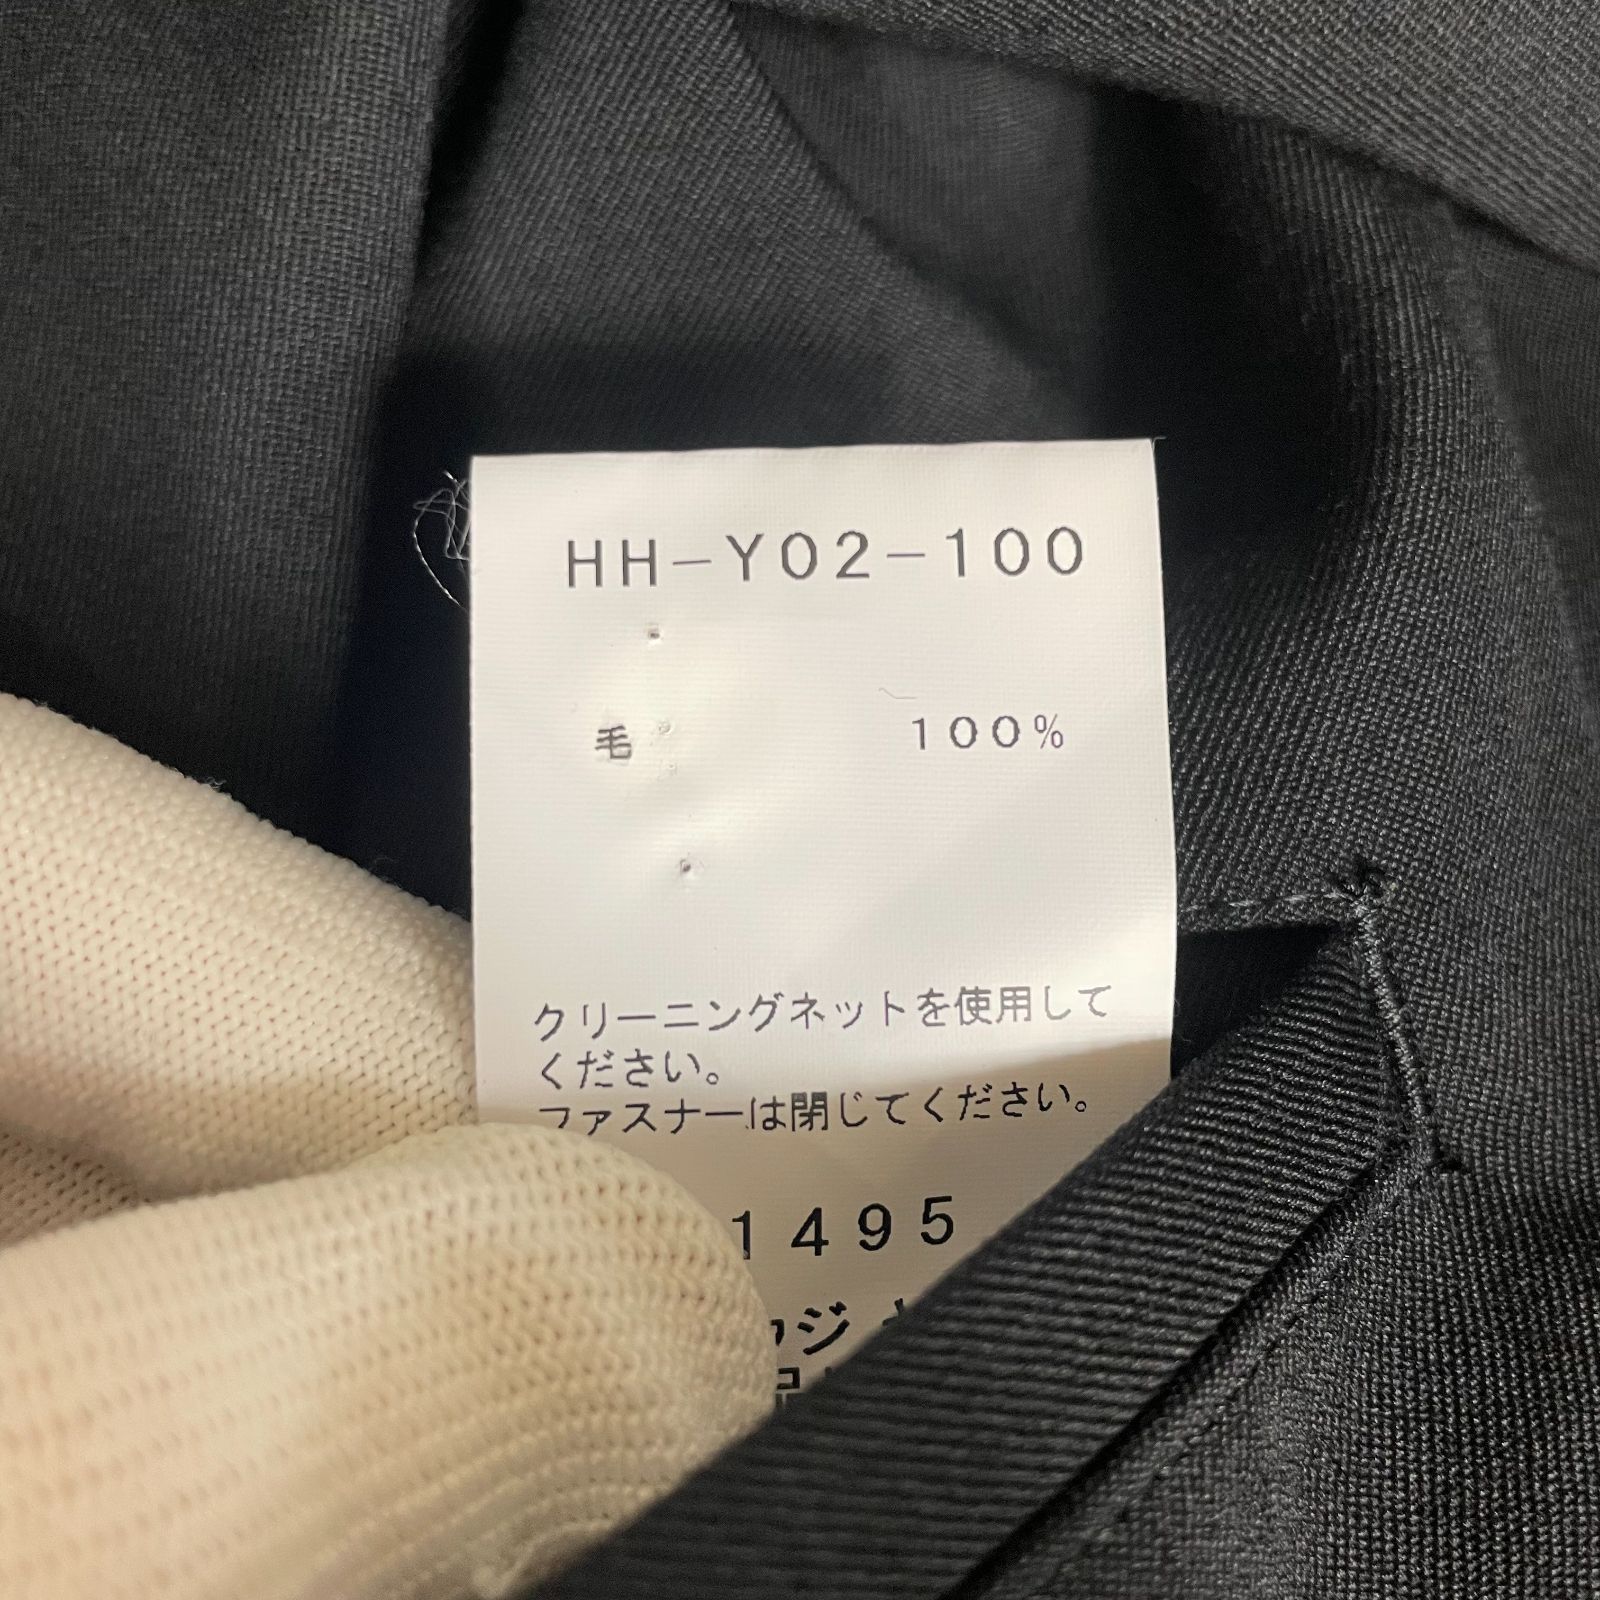 HH-Y02-100
毛 100%
クリーニングネットを使用して
ください。
ファスナーは閉じてください。
1495